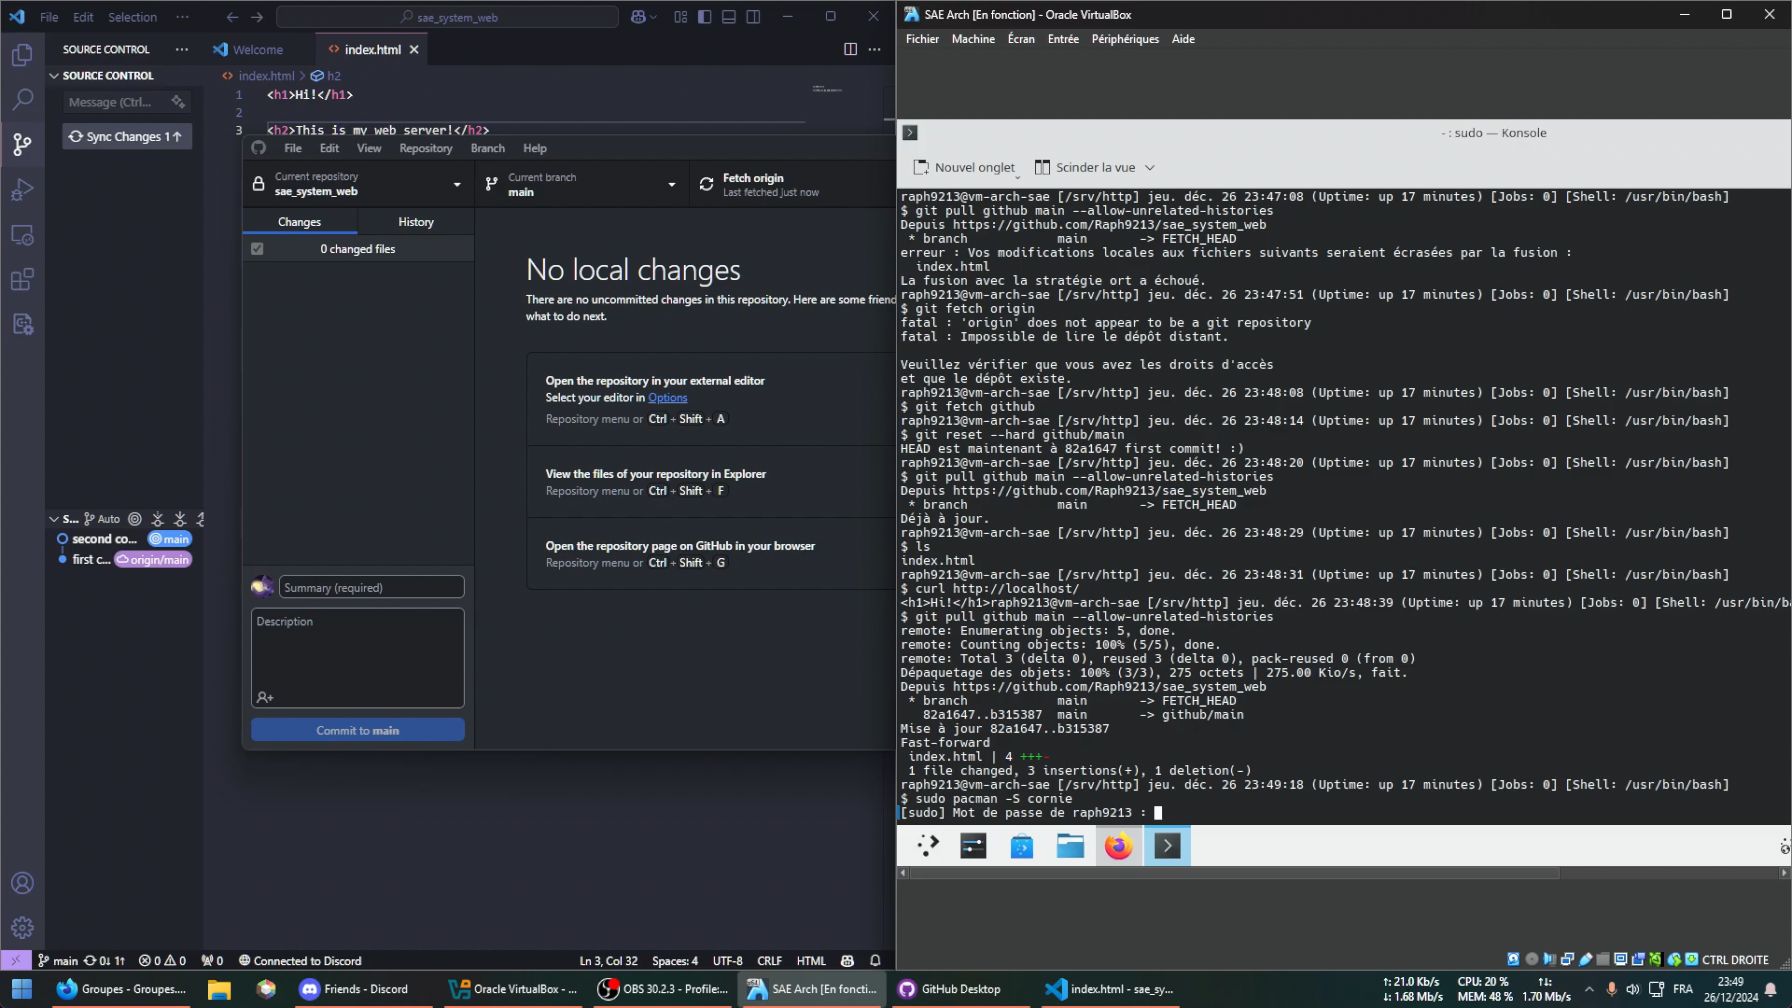 File Edit Selection ···
sae_system_web
SOURCE CONTROL ···
Welcome
index.html
SOURCE CONTROL
Message (Ctrl...
Sync Changes 1↑
index.html > h2
1 <h1>Hi!</h1>
2
3 <h2>This is my web server!</h2>
S... Auto
second co... main
first c... origin/main
File Edit View Repository Branch Help
Current repository
sae_system_web
Current branch
main
Fetch origin
Last fetched just now
Changes History
0 changed files
No local changes
There are no uncommitted changes in this repository. Here are some friend
what to do next.
Open the repository in your external editor
Select your editor in Options
Repository menu or Ctrl + Shift + A
View the files of your repository in Explorer
Repository menu or Ctrl + Shift + F
Open the repository page on GitHub in your browser
Repository menu or Ctrl + Shift + G
Summary (required)
Description
Commit to main
main 0↓ 1↑ 0 0 0 Connected to Discord Ln 3, Col 32 Spaces: 4 UTF-8 CRLF HTML
SAE Arch [En fonction] - Oracle VirtualBox
Fichier Machine Écran Entrée Périphériques Aide
- : sudo — Konsole
Nouvel onglet Scinder la vue
raph9213@vm-arch-sae [/srv/http] jeu. déc. 26 23:47:08 (Uptime: up 17 minutes) [Jobs: 0] [Shell: /usr/bin/bash]
$ git pull github main --allow-unrelated-histories
Depuis https://github.com/Raph9213/sae_system_web
* branch main -> FETCH_HEAD
erreur : Vos modifications locales aux fichiers suivants seraient écrasées par la fusion :
index.html
La fusion avec la stratégie ort a échoué.
raph9213@vm-arch-sae [/srv/http] jeu. déc. 26 23:47:51 (Uptime: up 17 minutes) [Jobs: 0] [Shell: /usr/bin/bash]
$ git fetch origin
fatal : 'origin' does not appear to be a git repository
fatal : Impossible de lire le dépôt distant.
Veuillez vérifier que vous avez les droits d'accès
et que le dépôt existe.
raph9213@vm-arch-sae [/srv/http] jeu. déc. 26 23:48:08 (Uptime: up 17 minutes) [Jobs: 0] [Shell: /usr/bin/bash]
$ git fetch github
raph9213@vm-arch-sae [/srv/http] jeu. déc. 26 23:48:14 (Uptime: up 17 minutes) [Jobs: 0] [Shell: /usr/bin/bash]
$ git reset --hard github/main
HEAD est maintenant à 82a1647 first commit! :)
raph9213@vm-arch-sae [/srv/http] jeu. déc. 26 23:48:20 (Uptime: up 17 minutes) [Jobs: 0] [Shell: /usr/bin/bash]
$ git pull github main --allow-unrelated-histories
Depuis https://github.com/Raph9213/sae_system_web
* branch main -> FETCH_HEAD
Déjà à jour.
raph9213@vm-arch-sae [/srv/http] jeu. déc. 26 23:48:29 (Uptime: up 17 minutes) [Jobs: 0] [Shell: /usr/bin/bash]
$ ls
index.html
raph9213@vm-arch-sae [/srv/http] jeu. déc. 26 23:48:31 (Uptime: up 17 minutes) [Jobs: 0] [Shell: /usr/bin/bash]
$ curl http://localhost/
<h1>Hi!</h1>raph9213@vm-arch-sae [/srv/http] jeu. déc. 26 23:48:39 (Uptime: up 17 minutes) [Jobs: 0] [Shell: /usr/bin/ba
$ git pull github main --allow-unrelated-histories
remote: Enumerating objects: 5, done.
remote: Counting objects: 100% (5/5), done.
remote: Total 3 (delta 0), reused 3 (delta 0), pack-reused 0 (from 0)
Dépaquetage des objets: 100% (3/3), 275 octets | 275.00 Kio/s, fait.
Depuis https://github.com/Raph9213/sae_system_web
* branch main -> FETCH_HEAD
82a1647..b315387 main -> github/main
Mise à jour 82a1647..b315387
Fast-forward
index.html | 4 +++-
1 file changed, 3 insertions(+), 1 deletion(-)
raph9213@vm-arch-sae [/srv/http] jeu. déc. 26 23:49:18 (Uptime: up 17 minutes) [Jobs: 0] [Shell: /usr/bin/bash]
$ sudo pacman -S cornie
[sudo] Mot de passe de raph9213 :
CTRL DROITE
Groupes - Groupes.... Friends - Discord Oracle VirtualBox - ... OBS 30.2.3 - Profile:... SAE Arch [En fonction... GitHub Desktop index.html - sae_sy...
↑: 21.0 Kb/s
↓: 1.68 Mb/s
CPU: 20 %
MEM: 48 %
↑↓:
1.70 Mb/s
FRA
23:49
26/12/2024